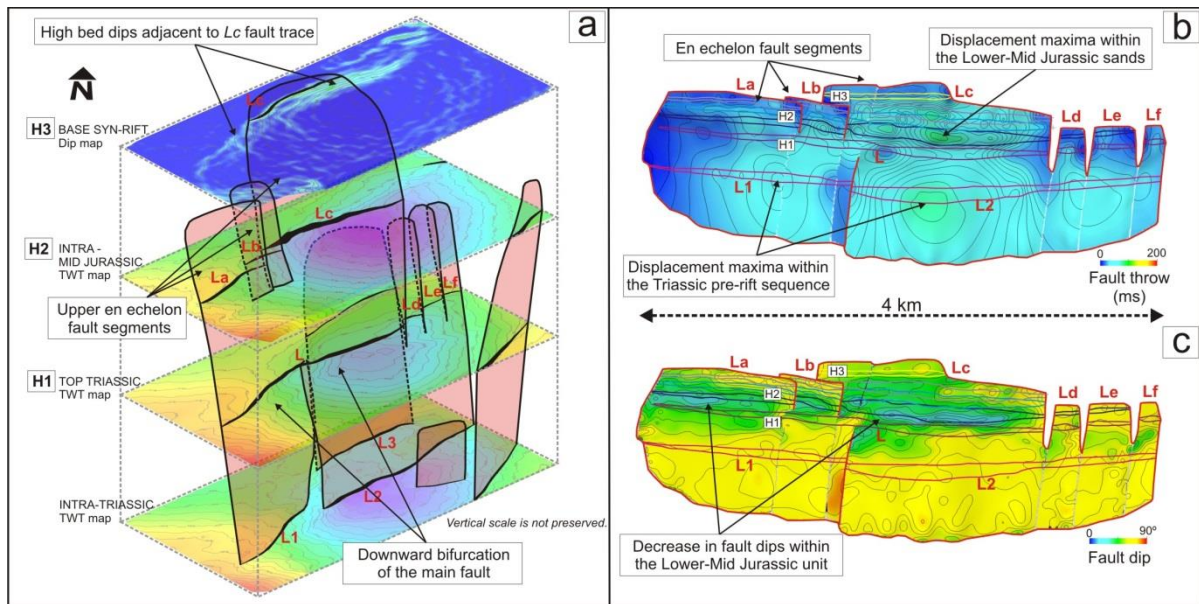 a
High bed dips adjacent to Lc fault trace
N
Lc
H3 BASE SYN-RIFT
Dip map
H2 INTRA -
MID JURASSIC
TWT map
Lc
Lb
La
Upper en echelon
fault segments
Lf
Le
Ld
L
H1 TOP TRIASSIC
TWT map
L3
L2
INTRA-TRIASSIC
TWT map
L1
Vertical scale is not preserved.
Downward bifurcation
of the main fault
b
En echelon fault segments
Displacement maxima within
the Lower-Mid Jurassic sands
La Lb Lc
H3
H2
H1
Ld Le Lf
L
L1
L2
Displacement maxima within
the Triassic pre-rift sequence
0 200
Fault throw
(ms)
4 km
c
La Lb Lc
H3
H2
H1
Ld Le Lf
L
L1
L2
Decrease in fault dips within
the Lower-Mid Jurassic unit
0 90º
Fault dip